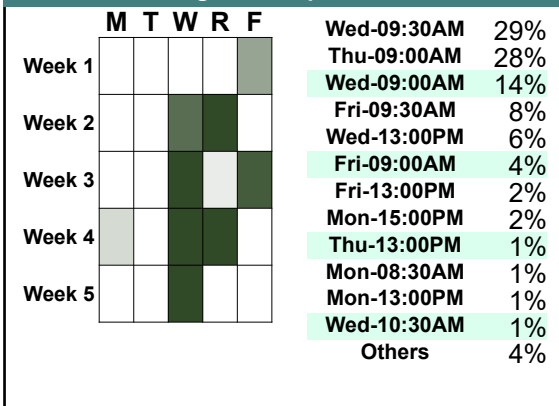 M T W R F
Week 1
Week 2
Week 3
Week 4
Week 5
Wed-09:30AM 29%
Thu-09:00AM 28%
Wed-09:00AM 14%
Fri-09:30AM 8%
Wed-13:00PM 6%
Fri-09:00AM 4%
Fri-13:00PM 2%
Mon-15:00PM 2%
Thu-13:00PM 1%
Mon-08:30AM 1%
Mon-13:00PM 1%
Wed-10:30AM 1%
Others 4%